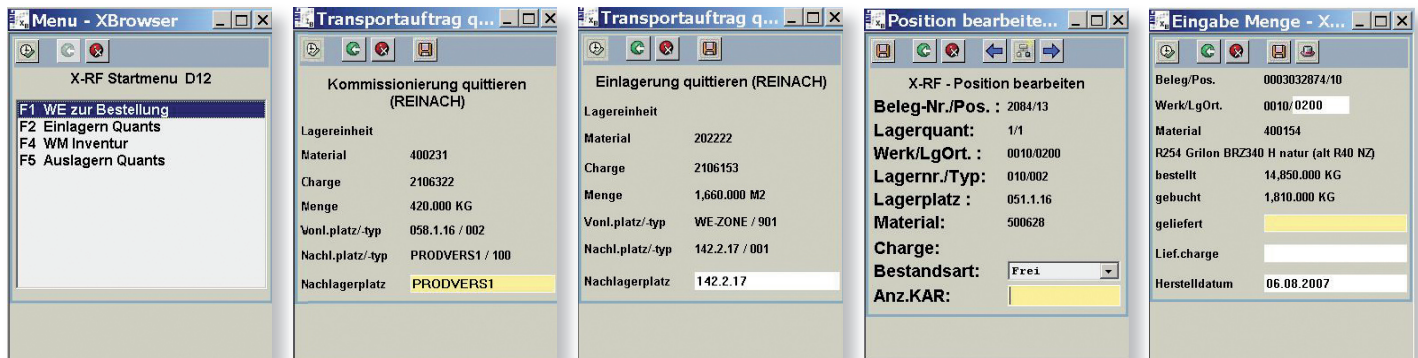 Menu - XBrowser
X-RF Startmenu D12
F1 WE zur Bestellung
F2 Einlagern Quants
F4 WM Inventur
F5 Auslagern Quants
Transportauftrag q...
Kommissionierung quittieren
(REINACH)
Lagereinheit
Material 400231
Charge 2106322
Menge 420.000 KG
Vonl.platz/-typ 058.1.16 / 002
Nachl.platz/-typ PRODVERS1 / 100
Nachlagerplatz PRODVERS1
Transportauftrag q...
Einlagerung quittieren (REINACH)
Lagereinheit
Material 202222
Charge 2106153
Menge 1,660.000 M2
Vonl.platz/-typ WE-ZONE / 901
Nachl.platz/-typ 142.2.17 / 001
Nachlagerplatz 142.2.17
Position bearbeite...
X-RF - Position bearbeiten
Beleg-Nr./Pos. : 2084/13
Lagerquant: 1/1
Werk/LgOrt. : 0010/0200
Lagernr./Typ: 010/002
Lagerplatz : 051.1.16
Material: 500628
Charge:
Bestandsart: Frei
Anz.KAR:
Eingabe Menge - X...
Beleg/Pos. 0003032874/10
Werk/LgOrt. 0010/ 0200
Material 400154
R254 Grilon BRZ340 H natur (alt R40 NZ)
bestellt 14,850.000 KG
gebucht 1,810.000 KG
geliefert
Lief.charge
Herstelldatum 06.08.2007